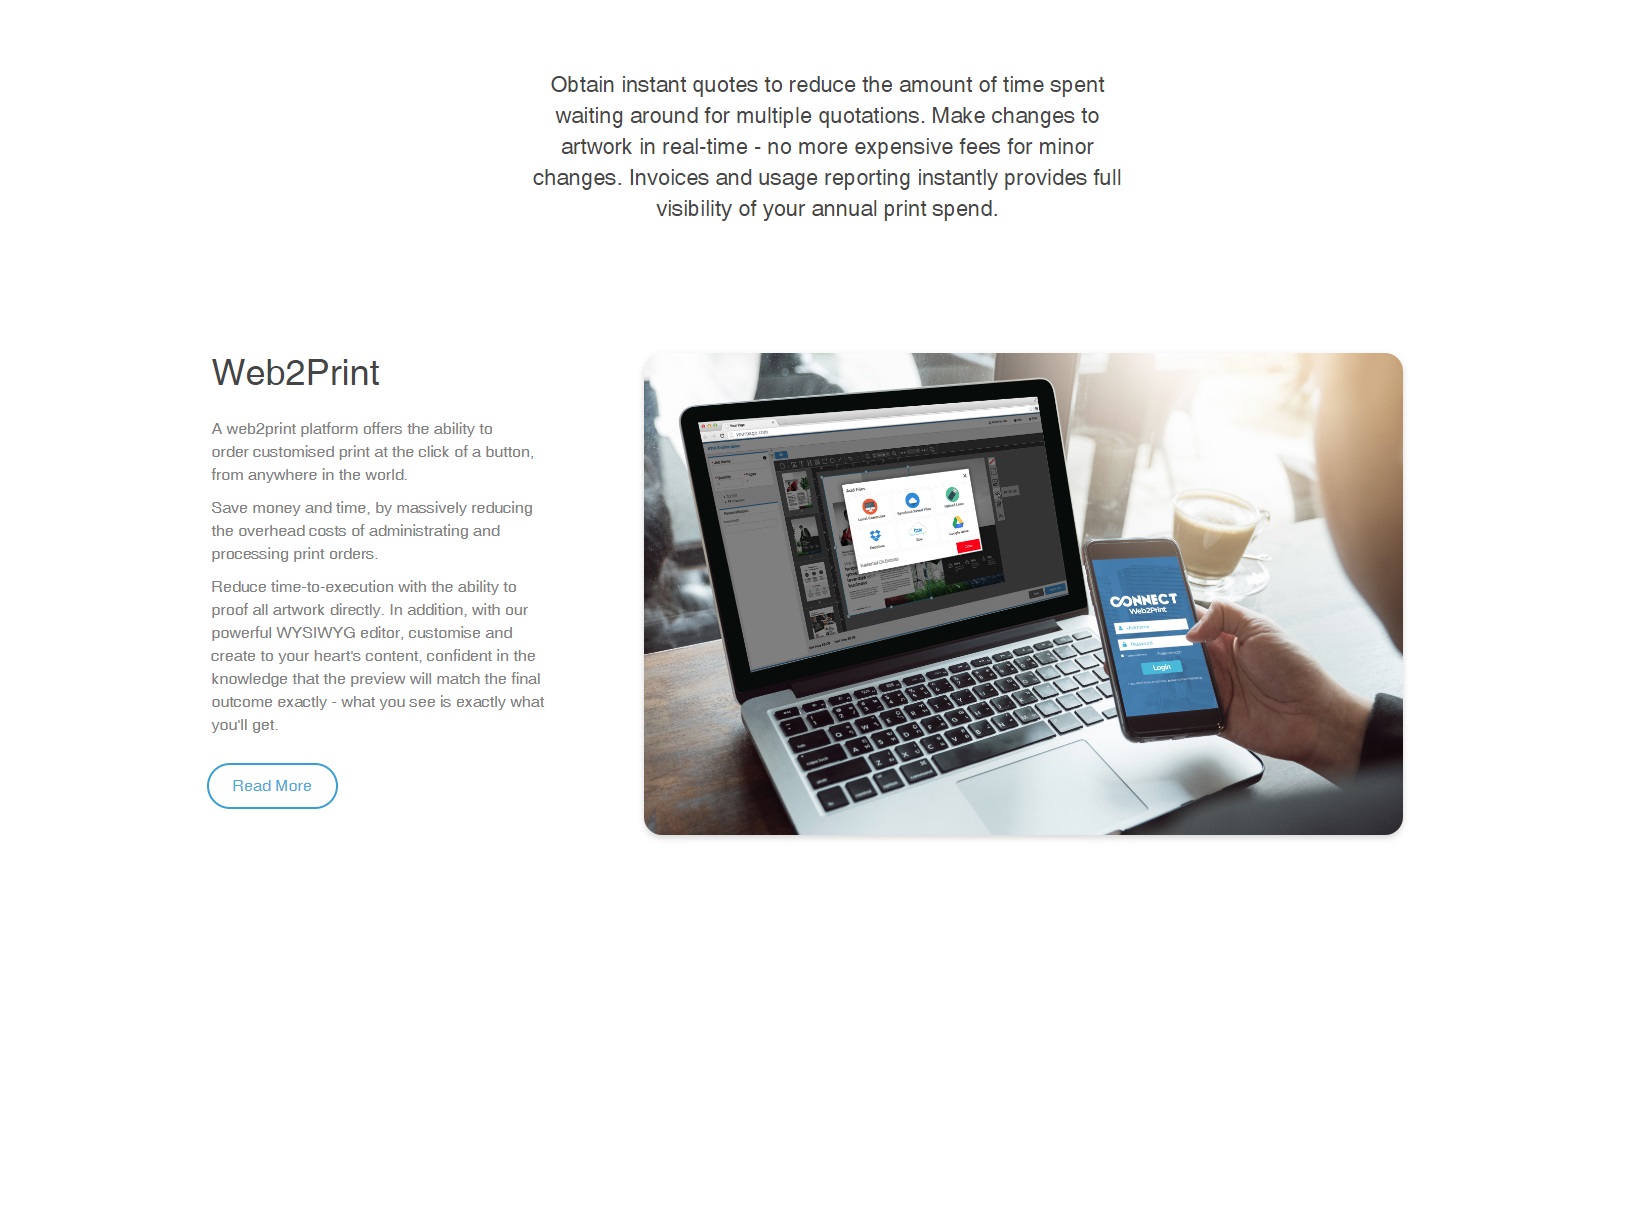 Obtain instant quotes to reduce the amount of time spent
waiting around for multiple quotations. Make changes to
artwork in real-time - no more expensive fees for minor
changes. Invoices and usage reporting instantly provides full
visibility of your annual print spend.
Web2Print
A web2print platform offers the ability to
order customised print at the click of a button,
from anywhere in the world.
Save money and time, by massively reducing
the overhead costs of administrating and
processing print orders.
Reduce time-to-execution with the ability to
proof all artwork directly. In addition, with our
powerful WYSIWYG editor, customise and
create to your heart's content, confident in the
knowledge that the preview will match the final
outcome exactly - what you see is exactly what
you'll get.
Read More
Add Files
CONNECT
Web2Print
Password
Login